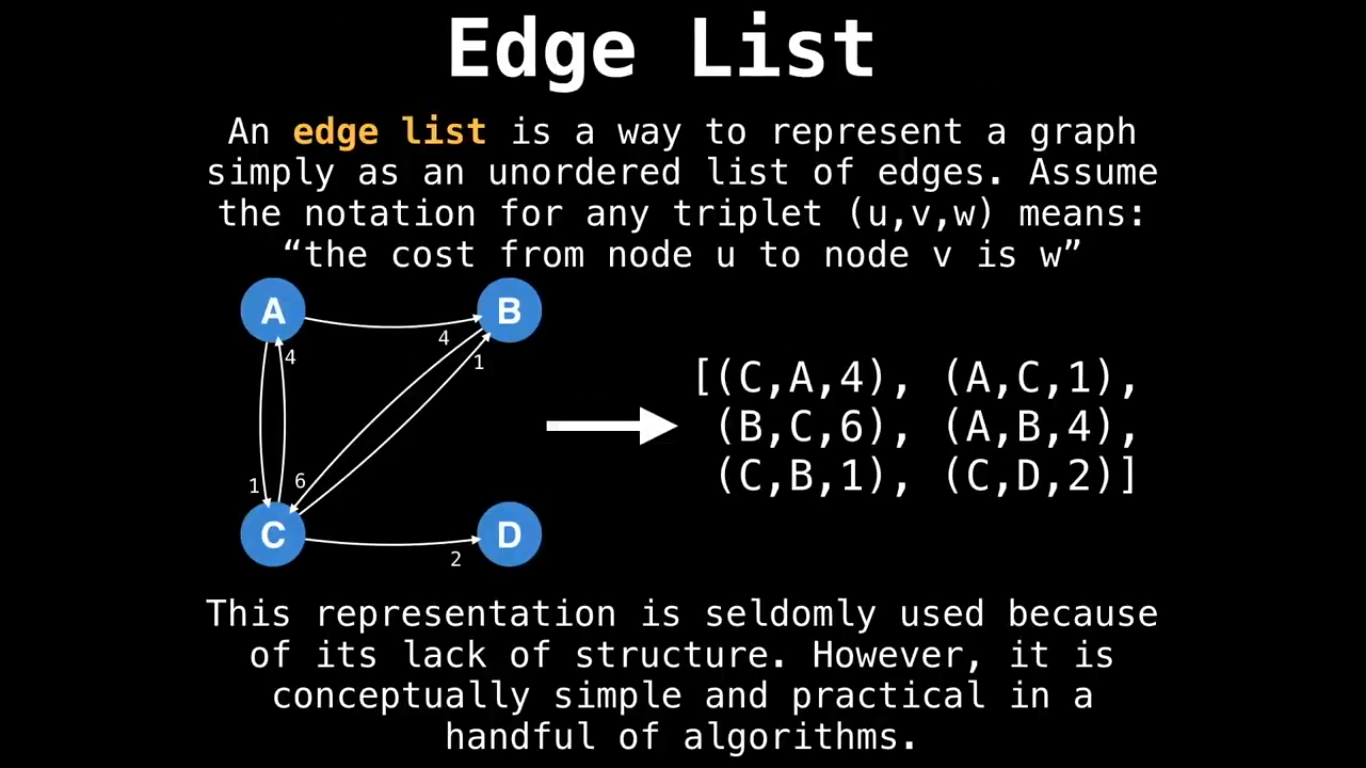 Edge List
An edge list is a way to represent a graph
simply as an unordered list of edges. Assume
the notation for any triplet (u,v,w) means:
“the cost from node u to node v is w”
A
B
4
4
1
[(C,A,4), (A,C,1),
(B,C,6), (A,B,4),
(C,B,1), (C,D,2)]
1
6
C
D
2
This representation is seldomly used because
of its lack of structure. However, it is
conceptually simple and practical in a
handful of algorithms.